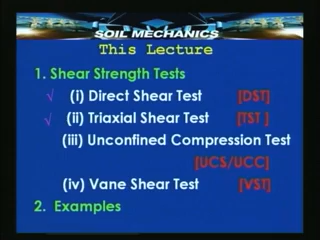 SOIL MECHANICS
This Lecture
1. Shear Strength Tests
√ (i) Direct Shear Test [DST]
√ (ii) Triaxial Shear Test [TST ]
(iii) Unconfined Compression Test
[UCS/UCC]
(iv) Vane Shear Test [VST]
2. Examples